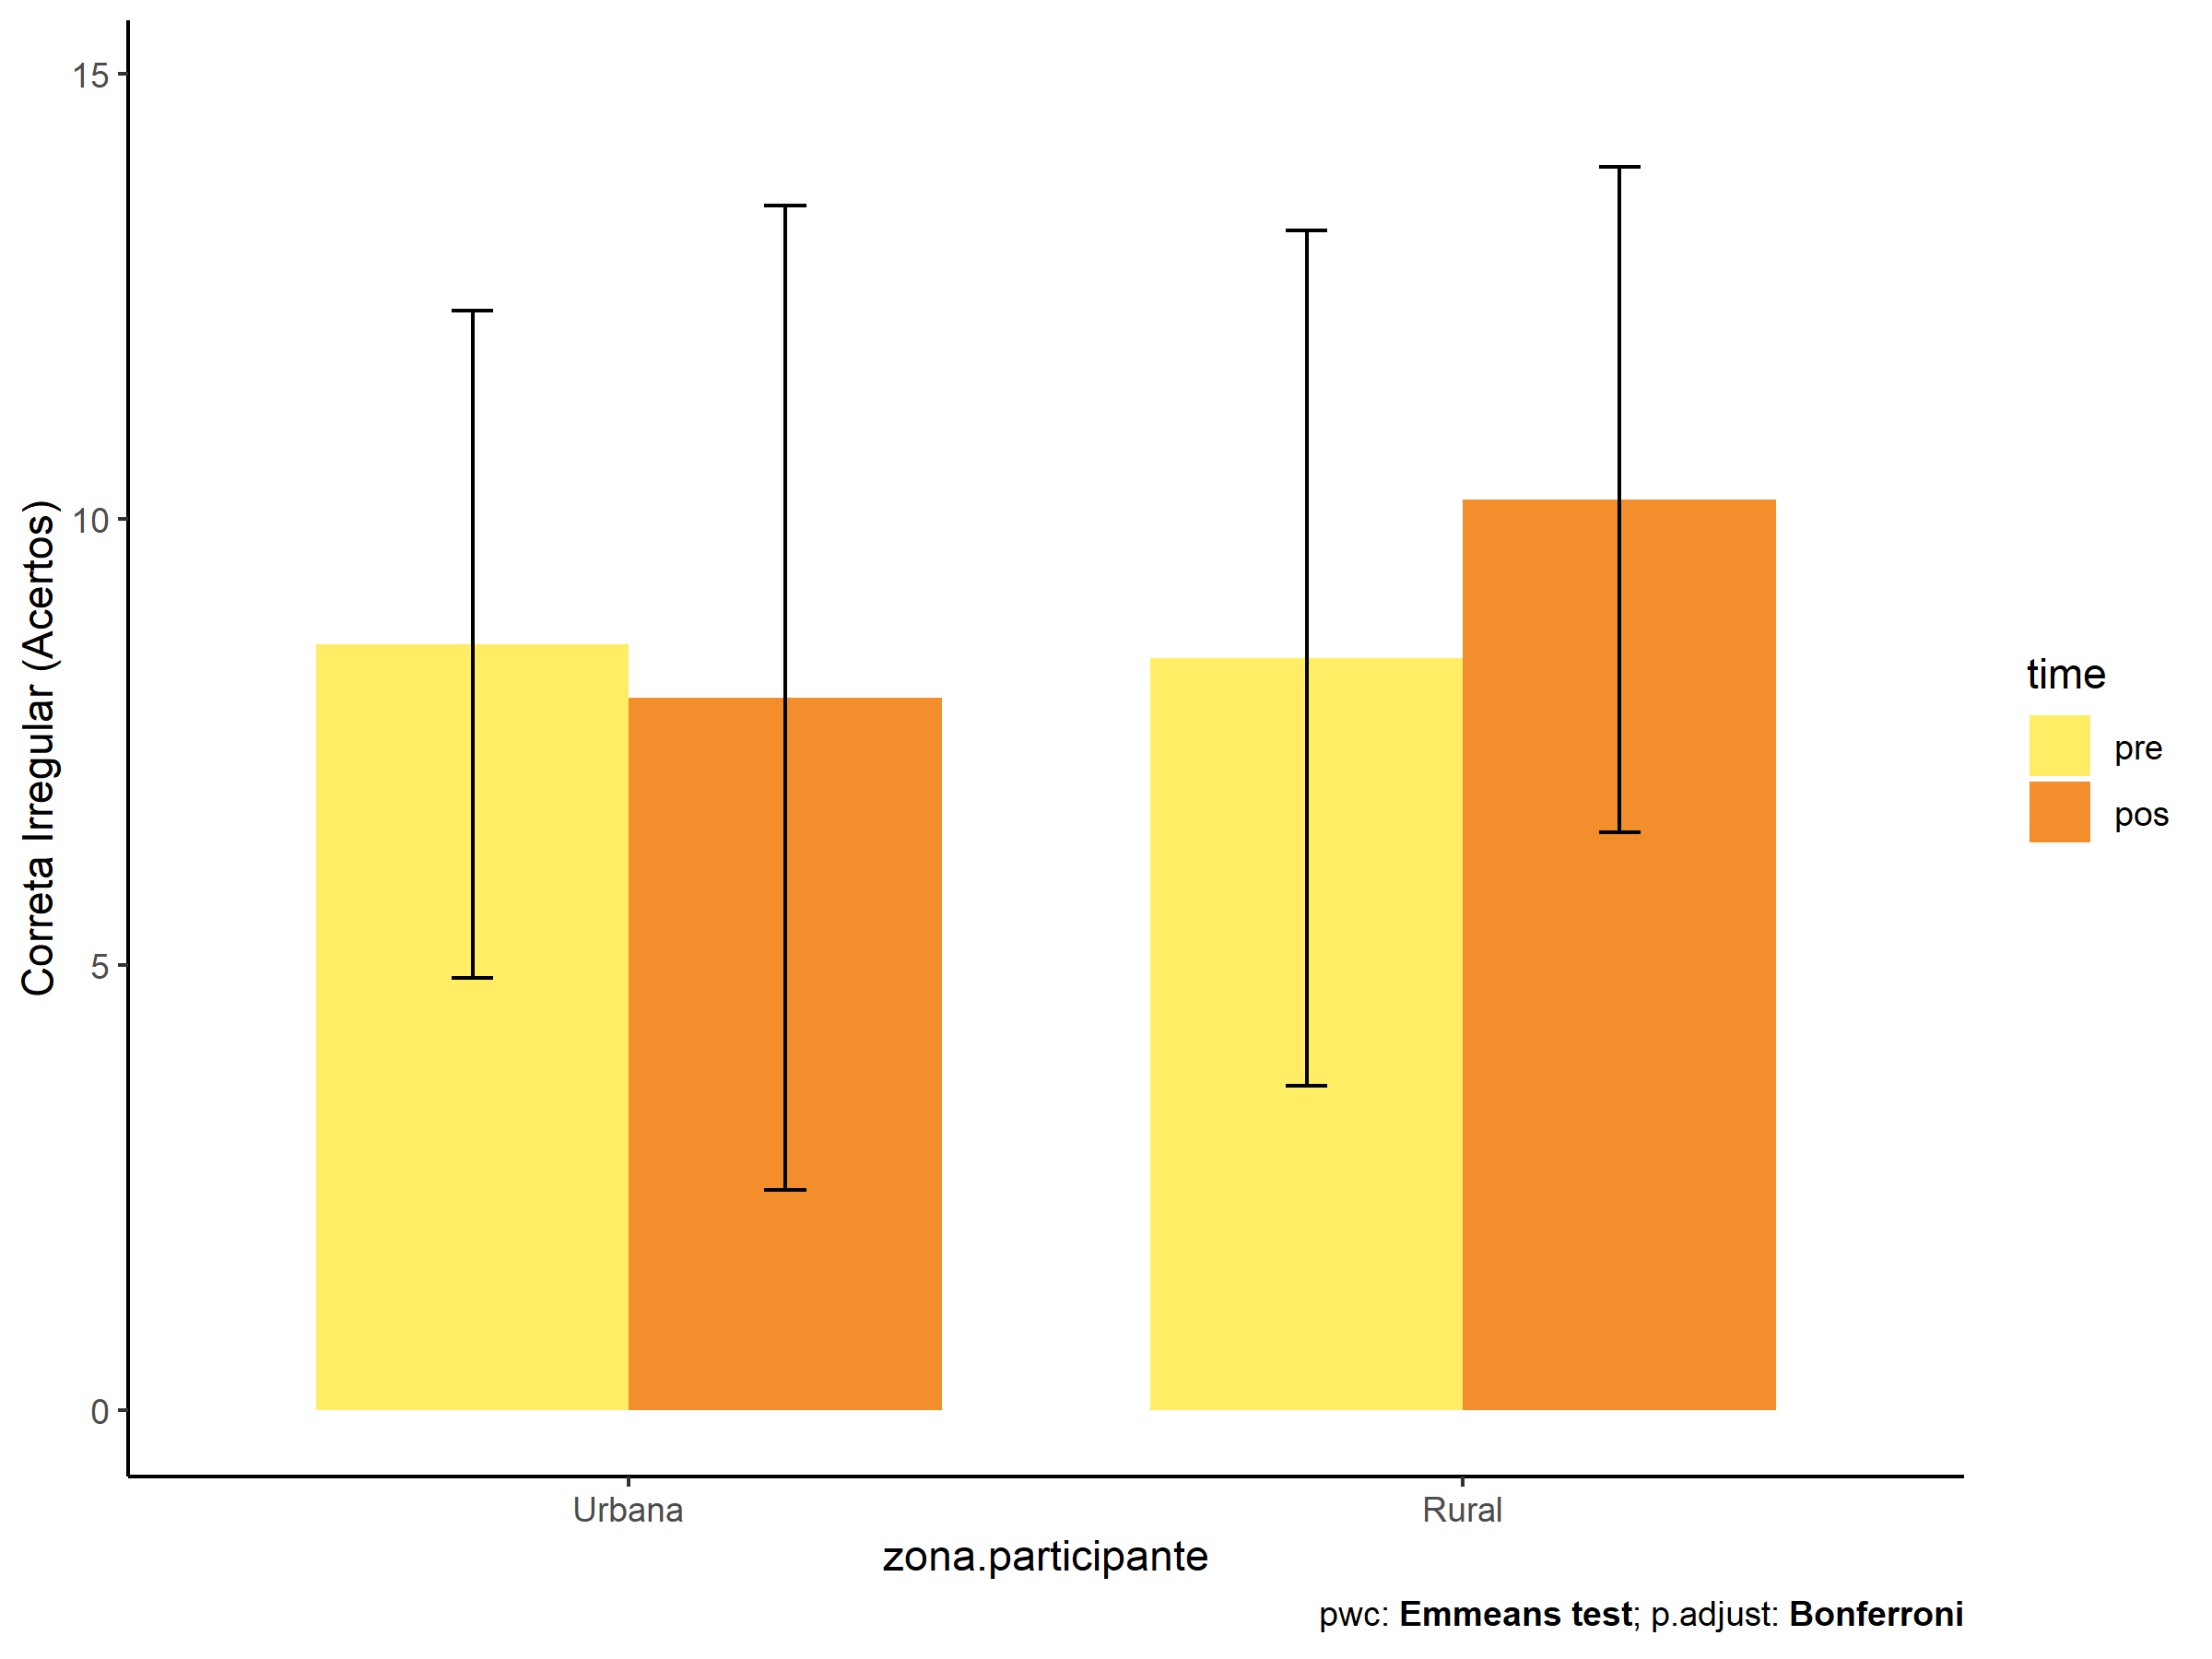 15
10
5
0
Correta Irregular (Acertos)
Urbana
Rural
zona.participante
time
pre
pos
pwc: Emmeans test; p.adjust: Bonferroni